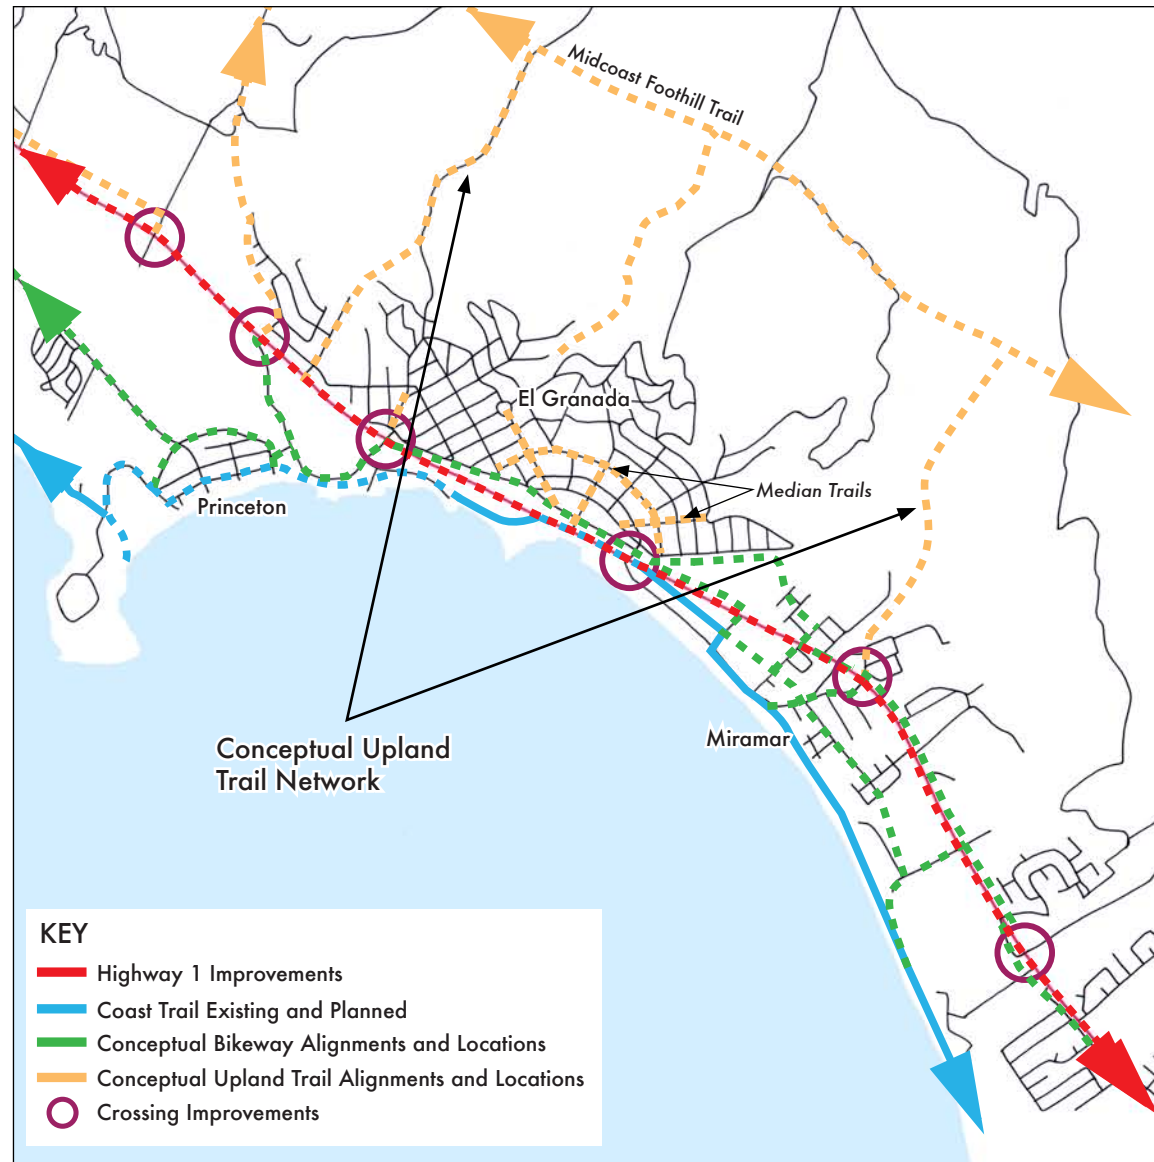 Midcoast Foothill Trail
El Granada
Median Trails
Princeton
Conceptual Upland
Trail Network
Miramar
KEY
Highway 1 Improvements
Coast Trail Existing and Planned
Conceptual Bikeway Alignments and Locations
Conceptual Upland Trail Alignments and Locations
Crossing Improvements